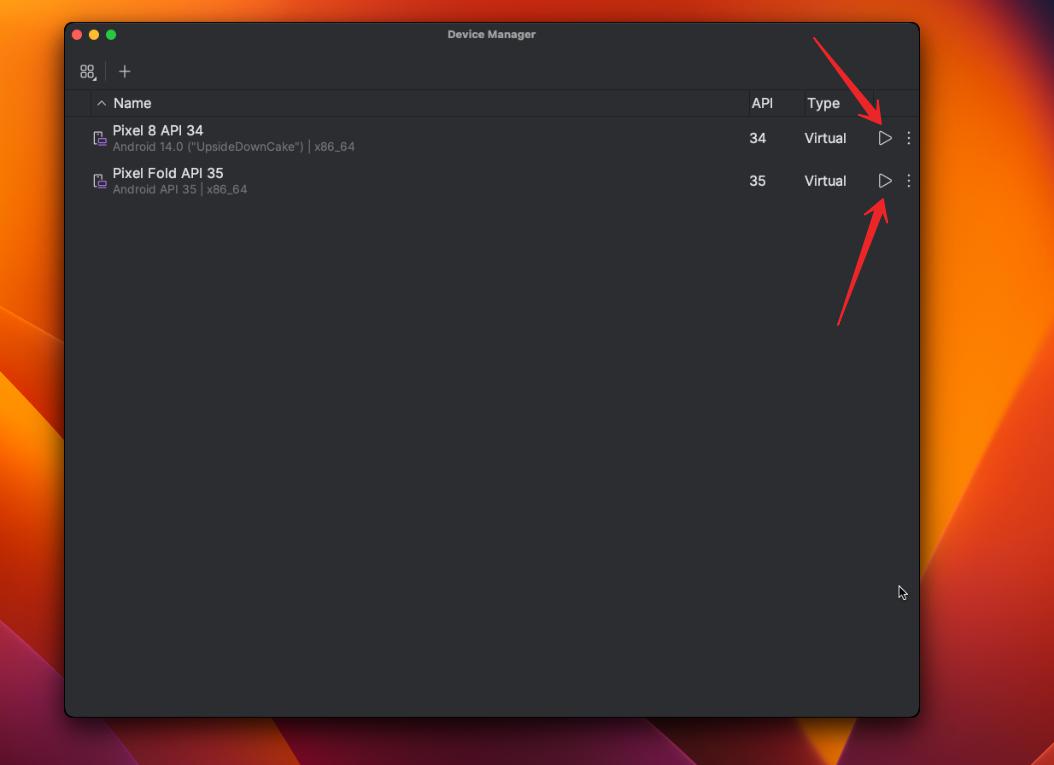 Device Manager
Name API Type
Pixel 8 API 34
Android 14.0 ("UpsideDownCake") | x86_64
34 Virtual
Pixel Fold API 35
Android API 35 | x86_64
35 Virtual